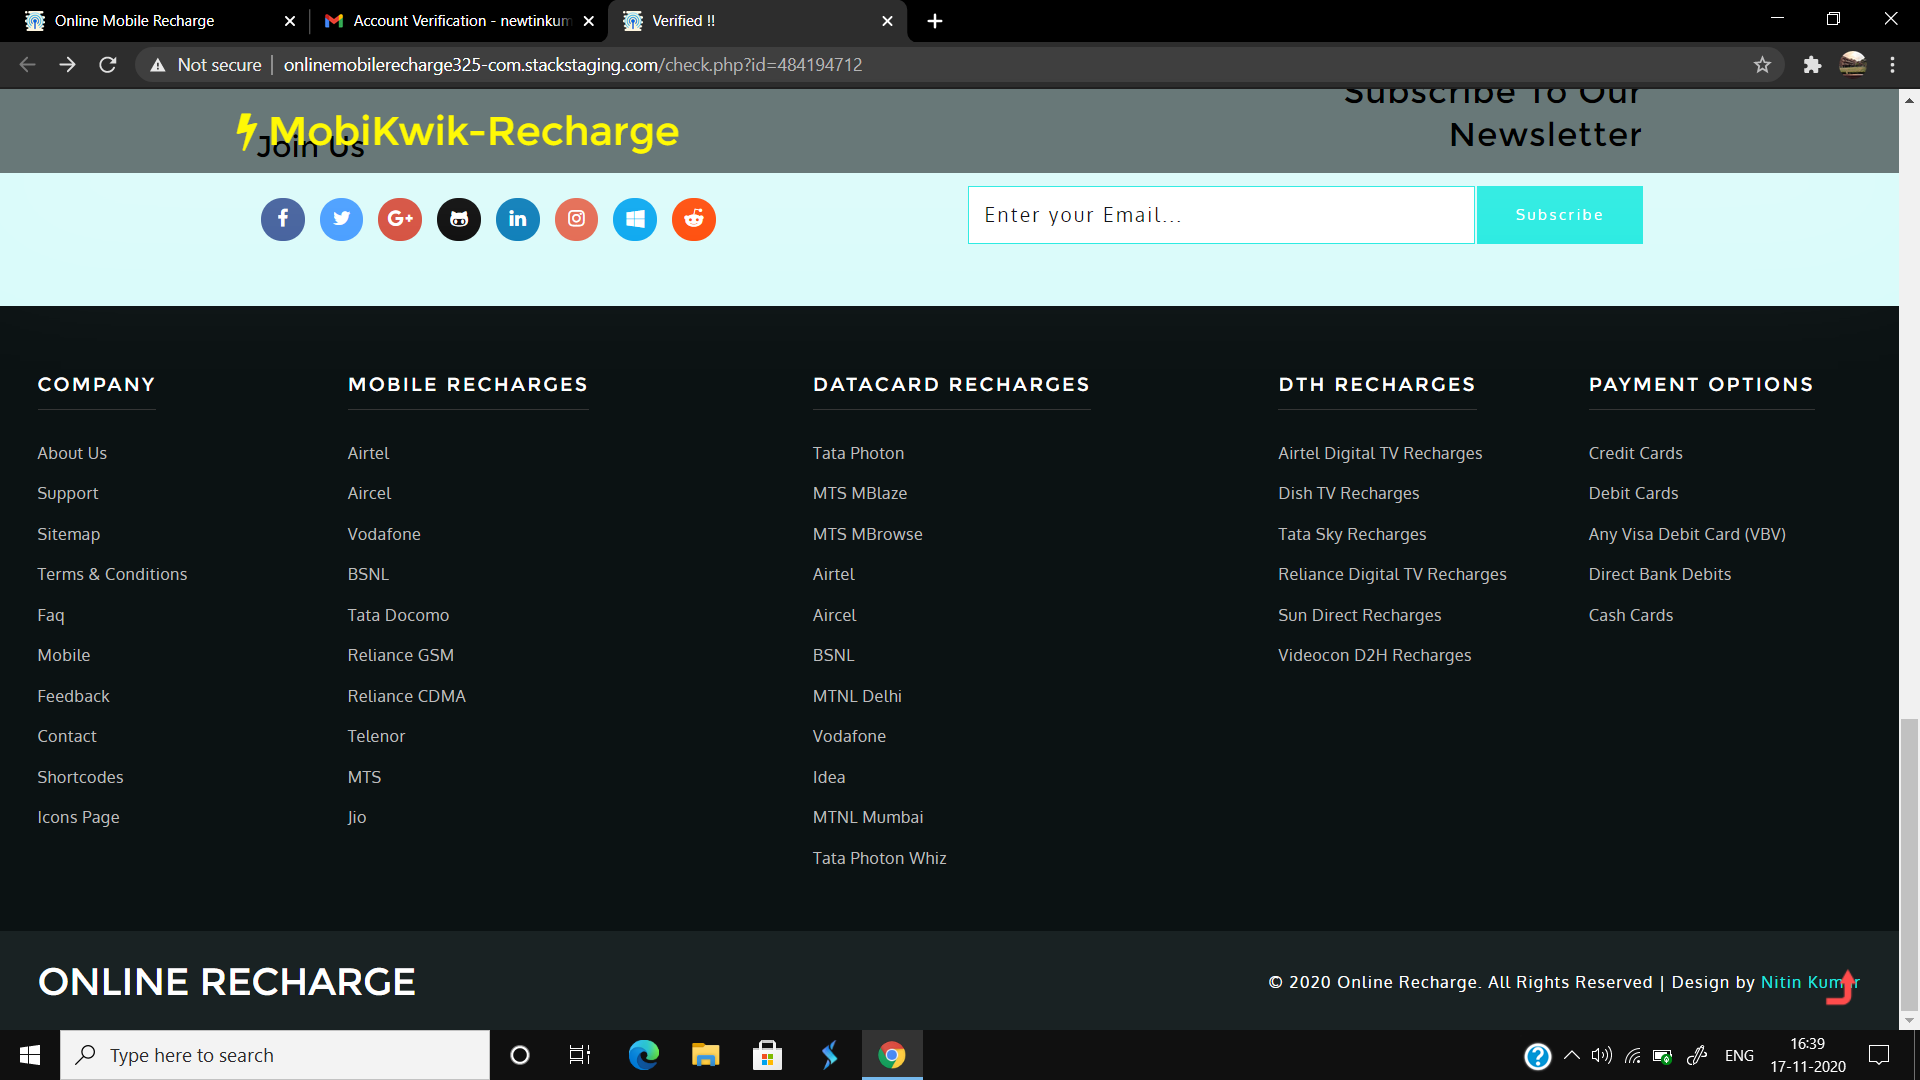 Online Mobile Recharge
Account Verification - newtinkum
Verified !!
Not secure
onlinemobilerecharge325-com.stackstaging.com/check.php?id=484194712
MobiKwik-Recharge
Join Us
Subscribe To Our
Newsletter
Enter your Email...
Subscribe
COMPANY
About Us
Support
Sitemap
Terms & Conditions
Faq
Mobile
Feedback
Contact
Shortcodes
Icons Page
MOBILE RECHARGES
Airtel
Aircel
Vodafone
BSNL
Tata Docomo
Reliance GSM
Reliance CDMA
Telenor
MTS
Jio
DATACARD RECHARGES
Tata Photon
MTS MBlaze
MTS MBrowse
Airtel
Aircel
BSNL
MTNL Delhi
Vodafone
Idea
MTNL Mumbai
Tata Photon Whiz
DTH RECHARGES
Airtel Digital TV Recharges
Dish TV Recharges
Tata Sky Recharges
Reliance Digital TV Recharges
Sun Direct Recharges
Videocon D2H Recharges
PAYMENT OPTIONS
Credit Cards
Debit Cards
Any Visa Debit Card (VBV)
Direct Bank Debits
Cash Cards
ONLINE RECHARGE
© 2020 Online Recharge. All Rights Reserved | Design by Nitin Kumar
Type here to search
ENG
16:39
17-11-2020